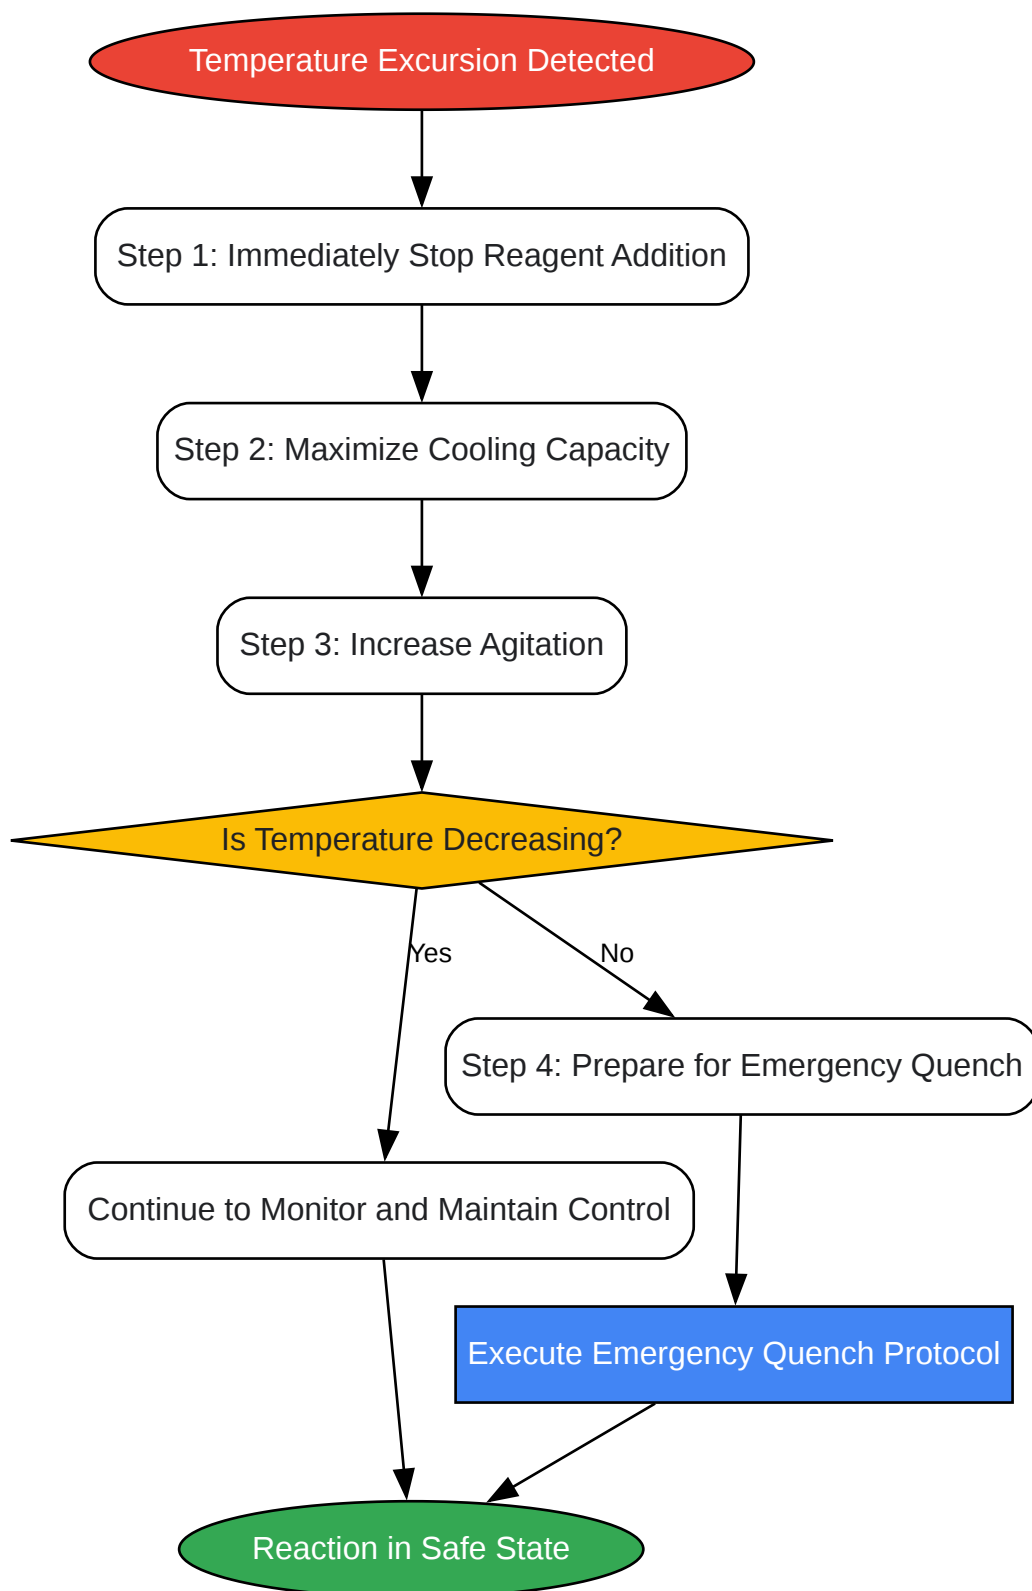 Temperature Excursion Detected
Step 1: Immediately Stop Reagent Addition
Step 2: Maximize Cooling Capacity
Step 3: Increase Agitation
Is Temperature Decreasing?
Yes
No
Step 4: Prepare for Emergency Quench
Continue to Monitor and Maintain Control
Execute Emergency Quench Protocol
Reaction in Safe State